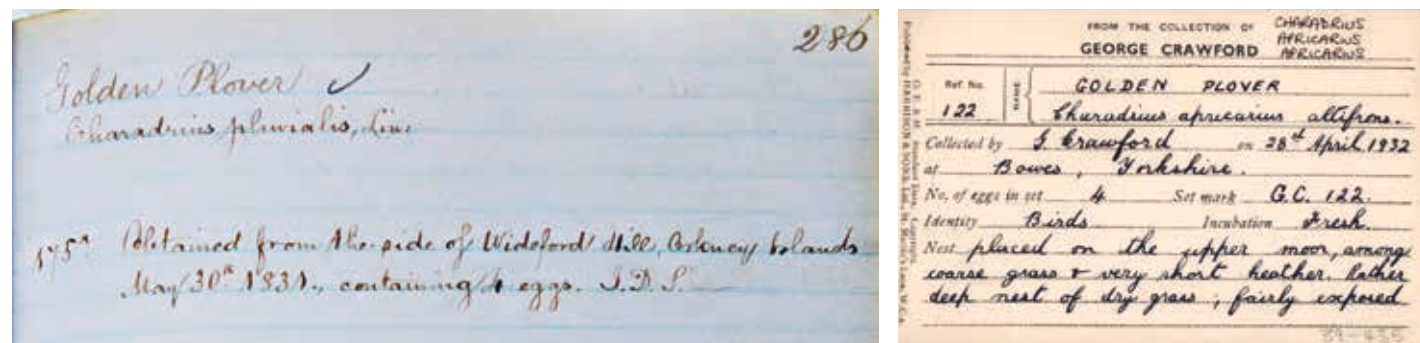 286
Golden Plover ✓
Charadrius pluvialis, Lin.
175ᵃ Obtained from the side of Wideford Hill, Orkney Islands
May 30th 1831., containing 4 eggs. J.D.S.
FROM THE COLLECTION OF
GEORGE CRAWFORD
CHARADRIUS
APRICARIUS
APRICARIUS
Ref. No. 122
NAME
GOLDEN PLOVER
Charadrius apricarius altifrons.
Collected by G. Crawford on 28th April 1932
at Bowes, Yorkshire.
No. of eggs in set 4 Set mark G.C. 122.
Identity Birds Incubation Fresh.
Nest placed on the upper moor, among
coarse grass & very short heather. Rather
deep nest of dry grass, fairly exposed